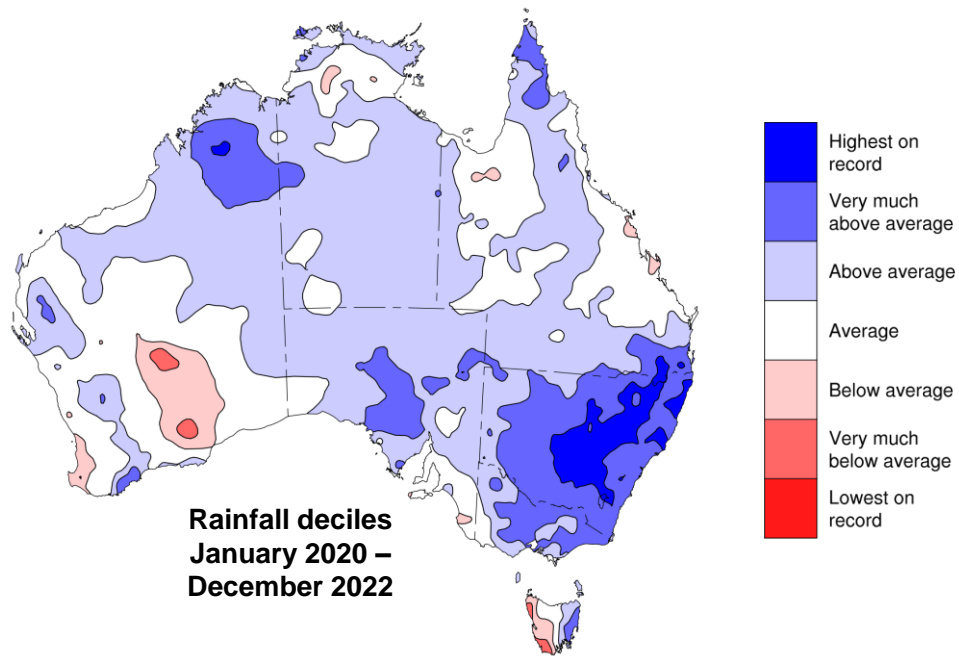 Highest on
record
Very much
above average
Above average
Average
Below average
Very much
below average
Lowest on
record
Rainfall deciles
January 2020 –
December 2022